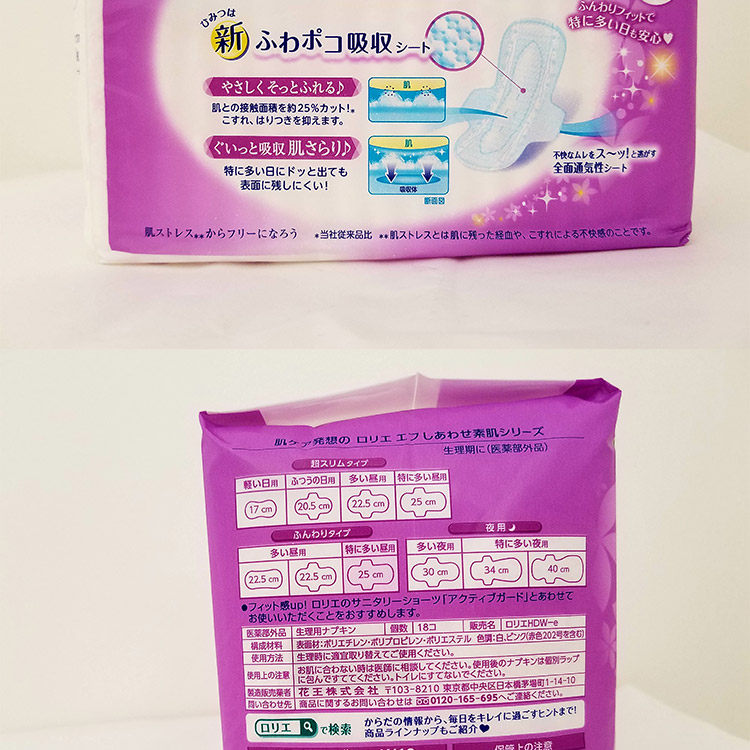 ひみつは
新 ふわポコ吸収シート
ふんわりフィットで
特に多い日も安心♥
やさしくそっとふれる♪
肌との接触面積を約25%カット!*
こすれ、はりつきを抑えます。
肌
ぐいっと吸収 肌さらり♪
特に多い日にドッと出ても
表面に残しにくい!
肌
吸収体
断面図
不快なムレをス〜ッ!と逃がす
全面通気性シート
肌ストレス**からフリーになろう *当社従来品比 **肌ストレスとは肌に残った経血や、こすれによる不快感のことです。
肌ケア発想の ロリエ エフしあわせ素肌シリーズ
生理期に(医薬部外品)
超スリムタイプ
軽い日用 ふつうの日用 多い昼用 特に多い昼用
17 cm 20.5 cm 22.5 cm 25 cm
ふんわりタイプ 夜用
多い昼用 特に多い昼用 多い夜用 特に多い夜用
22.5 cm 22.5 cm 25 cm 30 cm 34 cm 40 cm
●フィット感up! ロリエのサニタリーショーツ「アクティブガード」とあわせて
お使いいただくことをおすすめします。
医薬部外品 生理用ナプキン 個数 18コ 販売名 ロリエHDW-e
構成材料 表面材:ポリエチレン・ポリプロピレン・ポリエステル 色調:白、ピンク(赤色202号を含む)
使用方法 生理時に適宜取り替えてご使用ください。
使用上の注意 お肌に合わない時は医師に相談してください。使用後のナプキンは個別ラップ
に包んですててください。トイレにすてないでください。
製造販売業者 花王株式会社 〒103-8210 東京都中央区日本橋茅場町1-14-10
問い合わせ先 商品に関するお問い合わせは 0120-165-695へご連絡ください。
ロリエ で検索 からだの情報から、毎日をキレイに過ごすヒントまで!
商品ラインナップもご紹介♥
保管上の注意